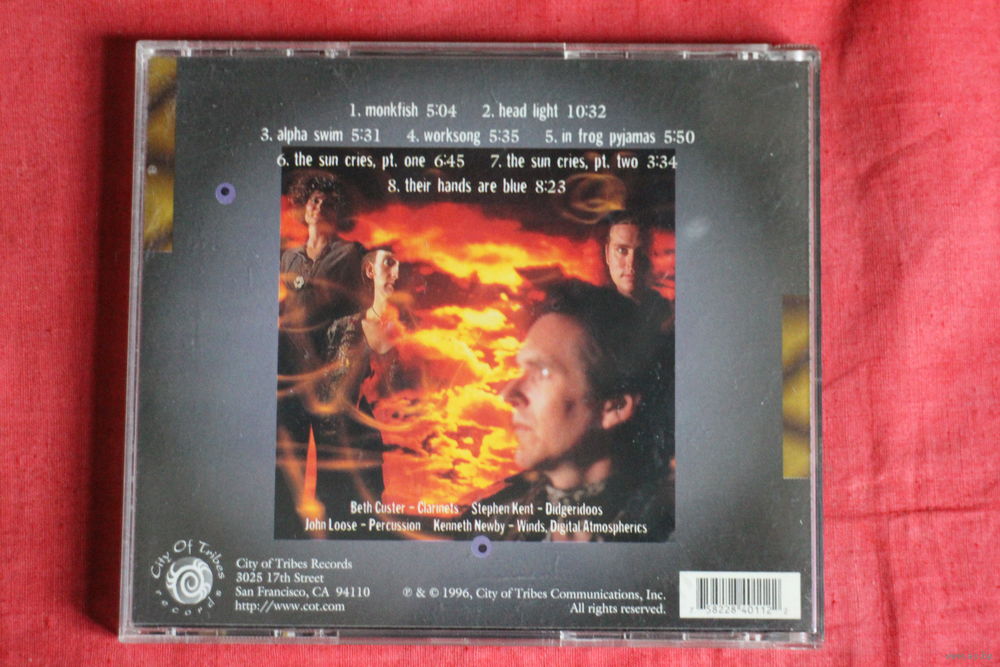 1. monkfish 5:04 2. head light 10:32
3. alpha swim 5:31 4. worksong 5:35 5. in frog pyjamas 5:50
6. the sun cries, pt. one 6:45 7. the sun cries, pt. two 3:34
8. their hands are blue 8:23
Beth Custer – Clarinets Stephen Kent – Didgeridoos
John Loose – Percussion Kenneth Newby – Winds, Digital Atmospherics
City Of Tribes
records
City of Tribes Records
3025 17th Street
San Francisco, CA 94110
http://www.cot.com
℗ & © 1996, City of Tribes Communications, Inc.
All rights reserved.
7 58228 40112 2